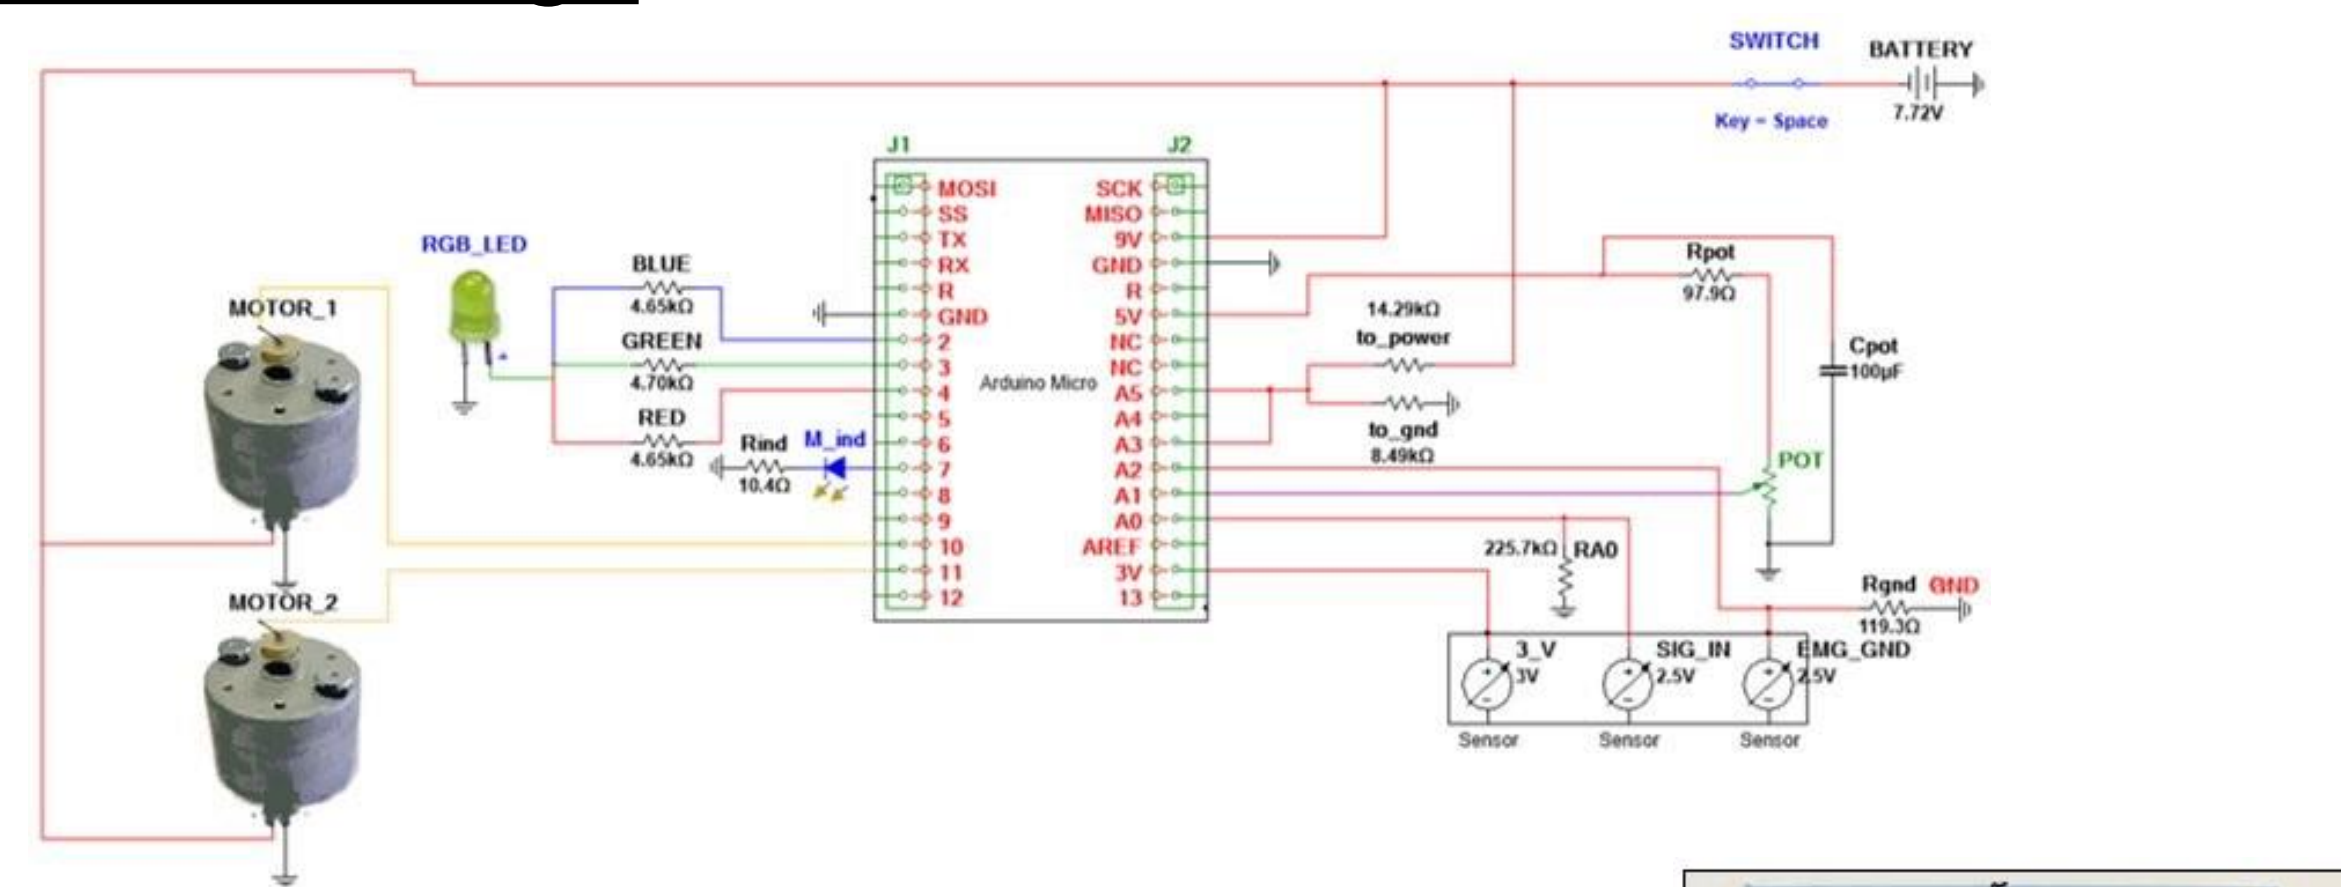 SWITCH
BATTERY
Key = Space
7.72V
J1
J2
MOSI
SS
TX
RX
R
GND
2
3
4
5
6
7
8
9
10
11
12
Arduino Micro
SCK
MISO
9V
GND
R
5V
NC
NC
A5
A4
A3
A2
A1
A0
AREF
3V
13
RGB_LED
BLUE
4.65kΩ
GREEN
4.70kΩ
RED
4.65kΩ
Rind
10.4Ω
M_ind
MOTOR_1
MOTOR_2
14.29kΩ
to_power
to_gnd
8.49kΩ
Rpot
97.9Ω
Cpot
100µF
POT
225.7kΩ
RA0
Rgnd
GND
119.3Ω
3_V
3V
SIG_IN
2.5V
EMG_GND
2.5V
Sensor
Sensor
Sensor